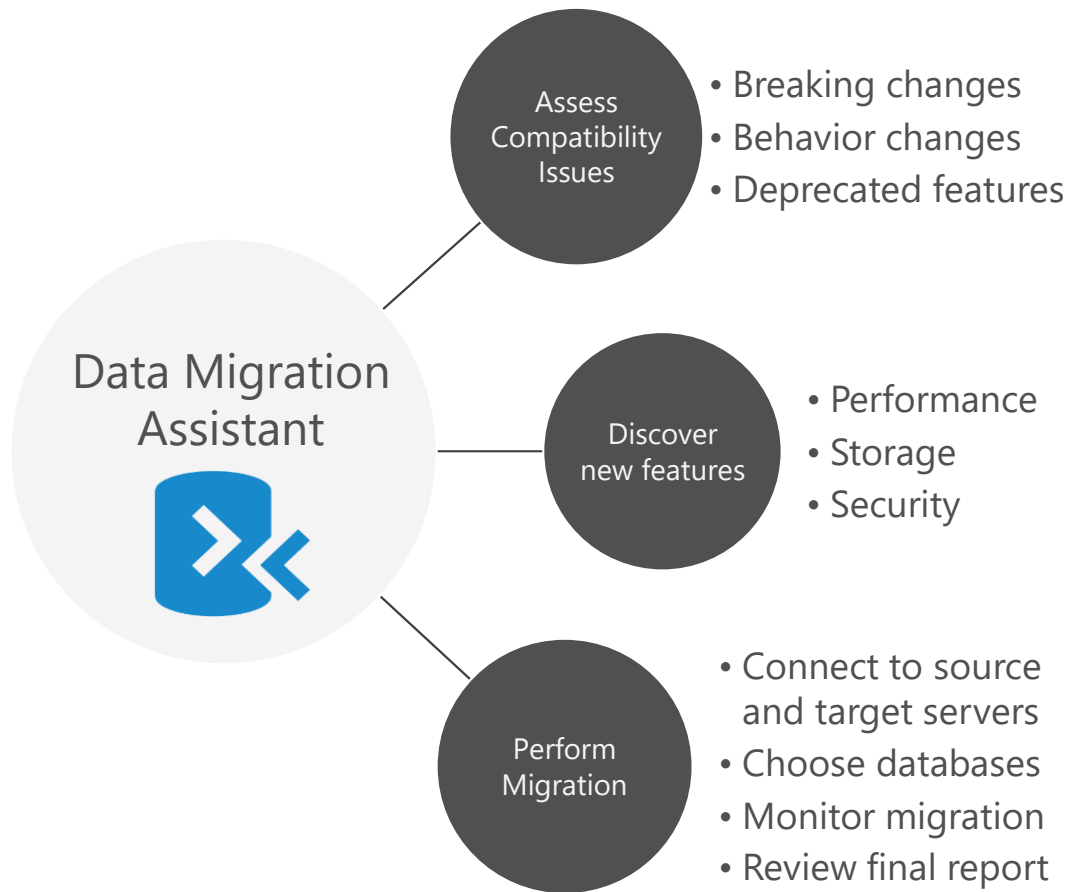 Data Migration
Assistant
Assess
Compatibility
Issues
• Breaking changes
• Behavior changes
• Deprecated features
Discover
new features
• Performance
• Storage
• Security
Perform
Migration
• Connect to source
and target servers
• Choose databases
• Monitor migration
• Review final report